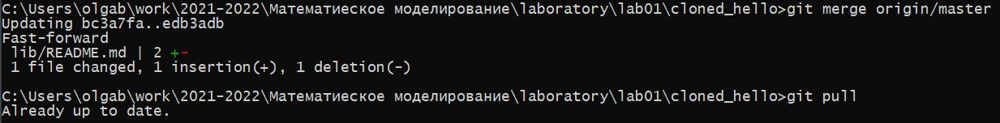 C:\Users\olgab\work\2021-2022\Математиеское моделирование\laboratory\lab01\cloned_hello>git merge origin/master
Updating bc3a7fa..edb3adb
Fast-forward
 lib/README.md | 2 +-
 1 file changed, 1 insertion(+), 1 deletion(-)
C:\Users\olgab\work\2021-2022\Математиеское моделирование\laboratory\lab01\cloned_hello>git pull
Already up to date.